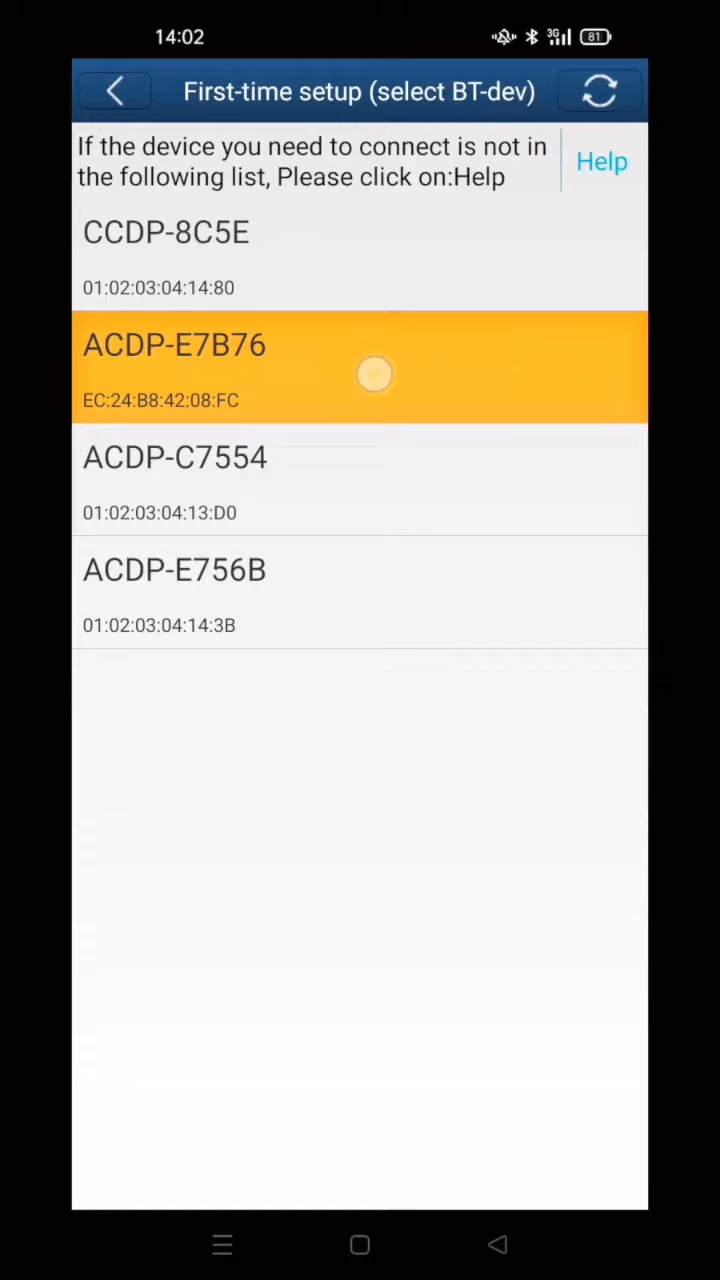 14:02
3G
81
First-time setup (select BT-dev)
If the device you need to connect is not in
the following list, Please click on:Help
Help
CCDP-8C5E
01:02:03:04:14:80
ACDP-E7B76
EC:24:B8:42:08:FC
ACDP-C7554
01:02:03:04:13:D0
ACDP-E756B
01:02:03:04:14:3B